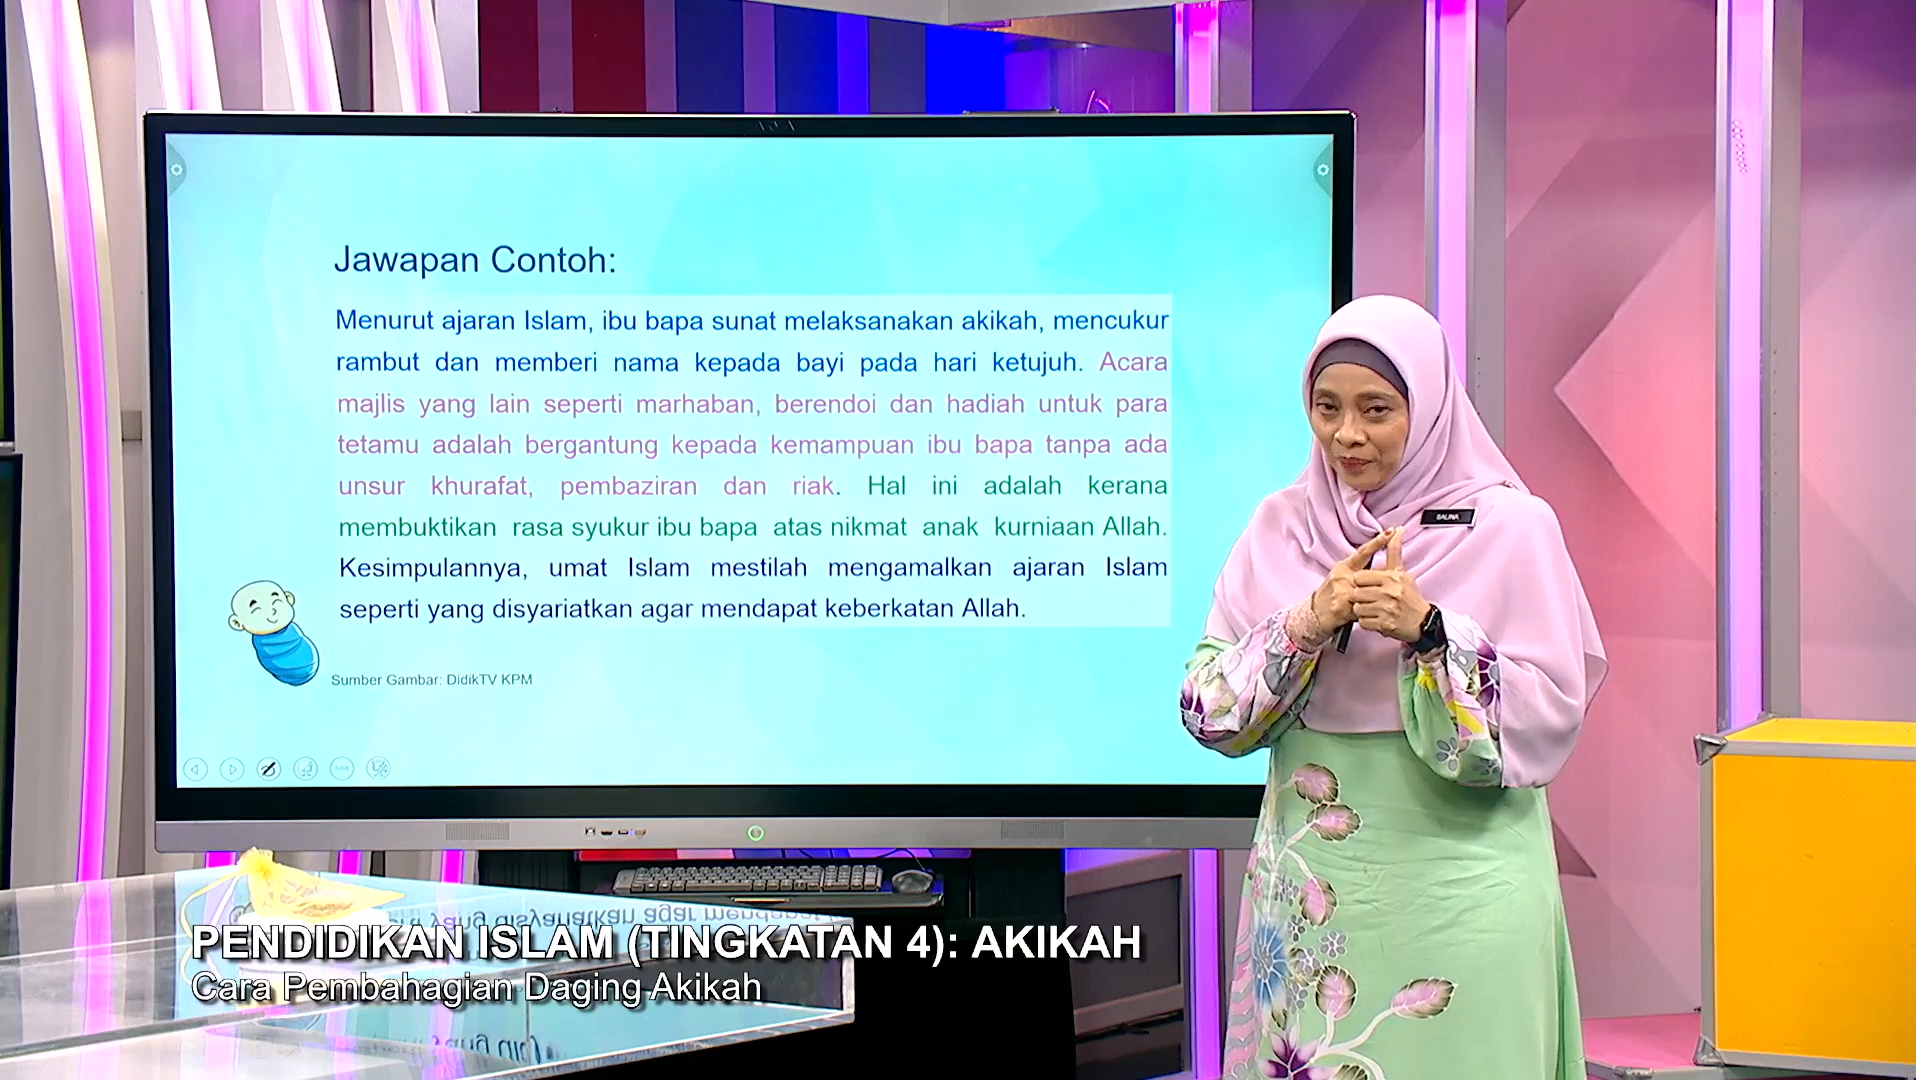 Jawapan Contoh:
Menurut ajaran Islam, ibu bapa sunat melaksanakan akikah, mencukur
rambut dan memberi nama kepada bayi pada hari ketujuh. Acara
majlis yang lain seperti marhaban, berendoi dan hadiah untuk para
tetamu adalah bergantung kepada kemampuan ibu bapa tanpa ada
unsur khurafat, pembaziran dan riak. Hal ini adalah kerana
membuktikan rasa syukur ibu bapa atas nikmat anak kurniaan Allah.
Kesimpulannya, umat Islam mestilah mengamalkan ajaran Islam
seperti yang disyariatkan agar mendapat keberkatan Allah.
Sumber Gambar: DidikTV KPM
SALINA
PENDIDIKAN ISLAM (TINGKATAN 4): AKIKAH
Cara Pembahagian Daging Akikah